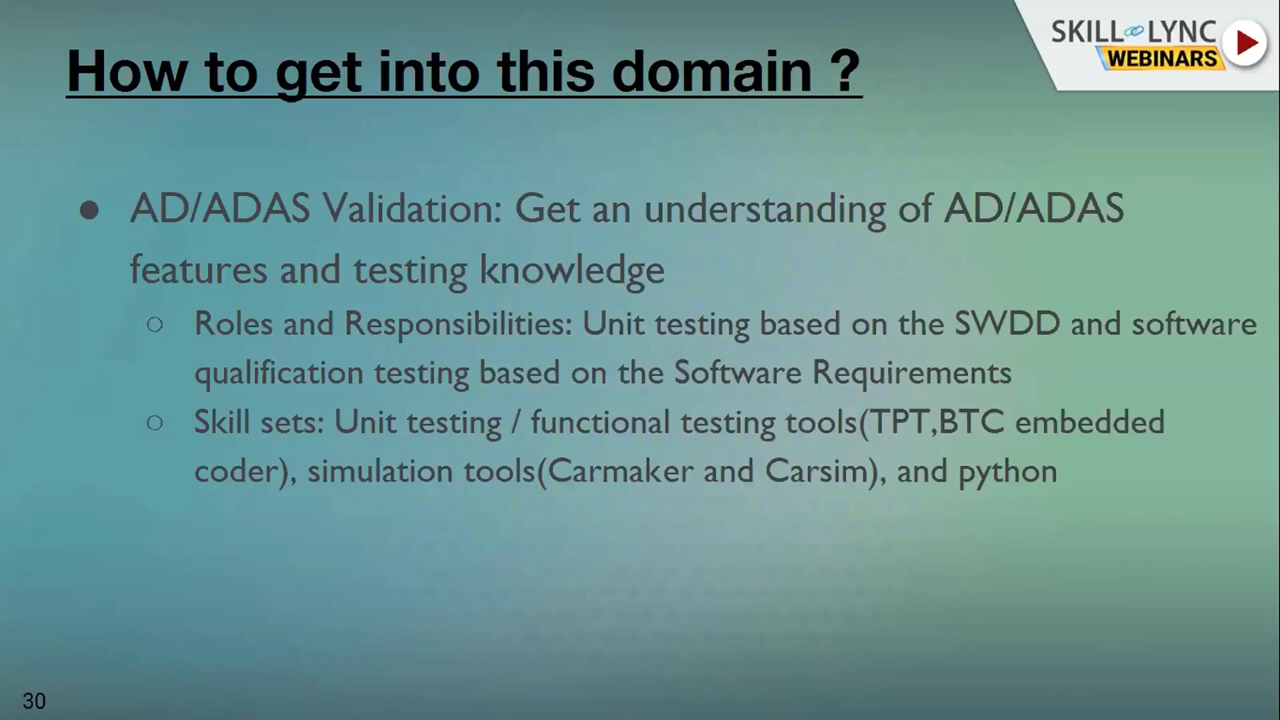 SKILL LYNC
WEBINARS
How to get into this domain ?
● AD/ADAS Validation: Get an understanding of AD/ADAS
features and testing knowledge
○ Roles and Responsibilities: Unit testing based on the SWDD and software
qualification testing based on the Software Requirements
○ Skill sets: Unit testing / functional testing tools(TPT,BTC embedded
coder), simulation tools(Carmaker and Carsim), and python
30